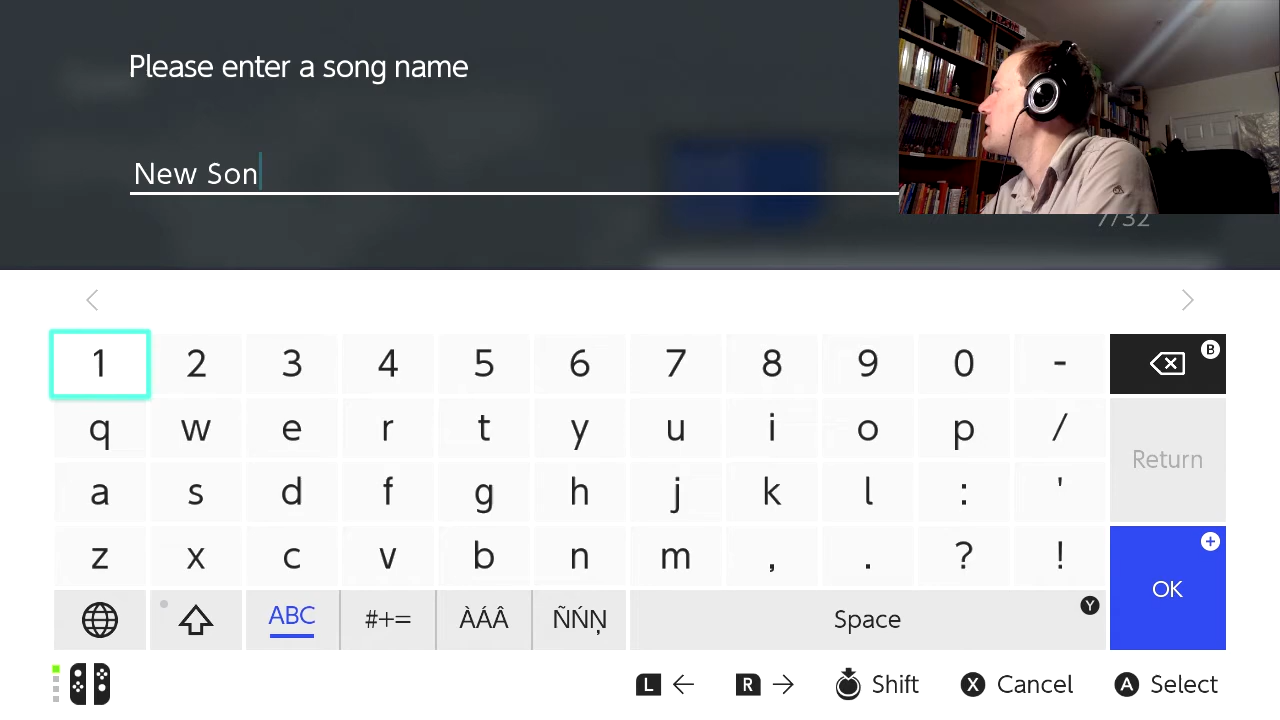 Please enter a song name
New Son
7/32
1 2 3 4 5 6 7 8 9 0 - B
q w e r t y u i o p / Return
a s d f g h j k l : '
z x c v b n m , . ? ! + OK
ABC #+= ÀÁÂ ÑŃŅ Space Y
L ← R → Shift X Cancel A Select